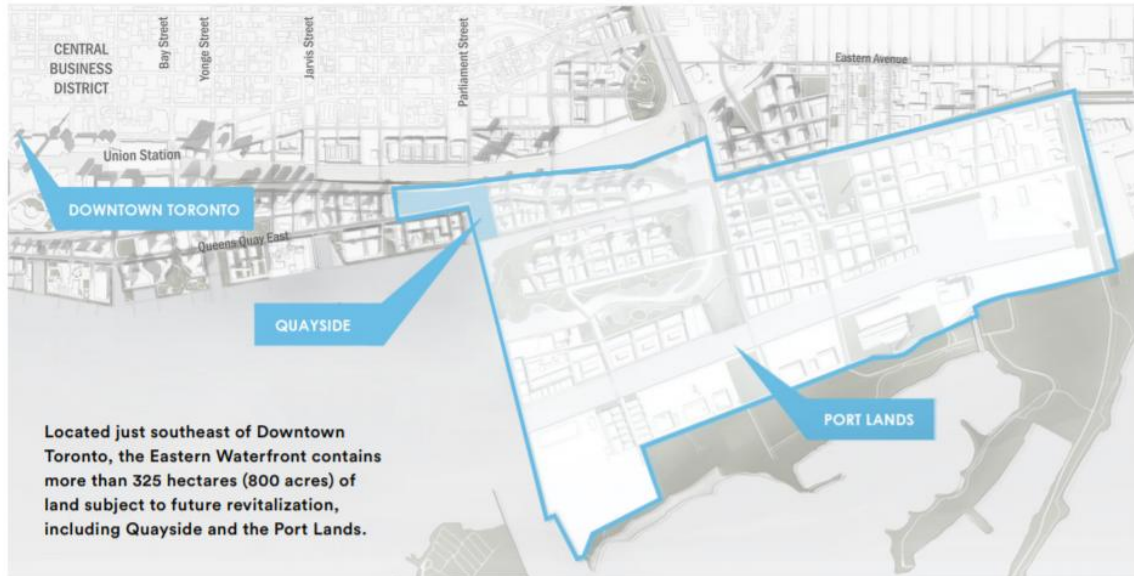 CENTRAL
BUSINESS
DISTRICT
Bay Street
Yonge Street
Jarvis Street
Parliament Street
Eastern Avenue
Union Station
DOWNTOWN TORONTO
Queens Quay East
QUAYSIDE
PORT LANDS
Located just southeast of Downtown
Toronto, the Eastern Waterfront contains
more than 325 hectares (800 acres) of
land subject to future revitalization,
including Quayside and the Port Lands.